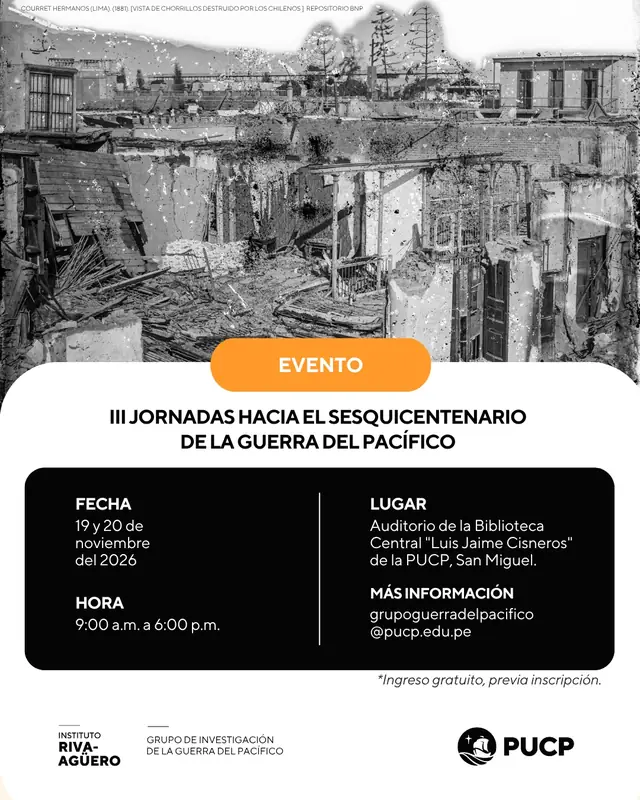 COURRET HERMANOS (LIMA). (1881). [VISTA DE CHORRILLOS DESTRUIDO POR LOS CHILENOS]. REPOSITORIO BNP
EVENTO
III JORNADAS HACIA EL SESQUICENTENARIO
DE LA GUERRA DEL PACÍFICO
FECHA
19 y 20 de
noviembre
del 2026
HORA
9:00 a.m. a 6:00 p.m.
LUGAR
Auditorio de la Biblioteca
Central "Luis Jaime Cisneros"
de la PUCP, San Miguel.
MÁS INFORMACIÓN
grupoguerradelpacifico
@pucp.edu.pe
*Ingreso gratuito, previa inscripción.
INSTITUTO
RIVA-
AGÜERO
GRUPO DE INVESTIGACIÓN
DE LA GUERRA DEL PACÍFICO
PUCP